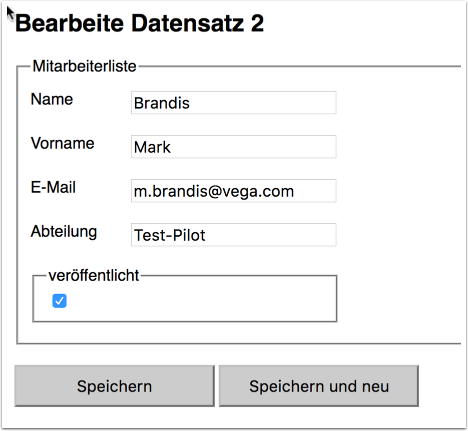 Bearbeite Datensatz 2
Mitarbeiterliste
Name Brandis
Vorname Mark
E-Mail m.brandis@vega.com
Abteilung Test-Pilot
veröffentlicht
Speichern Speichern und neu